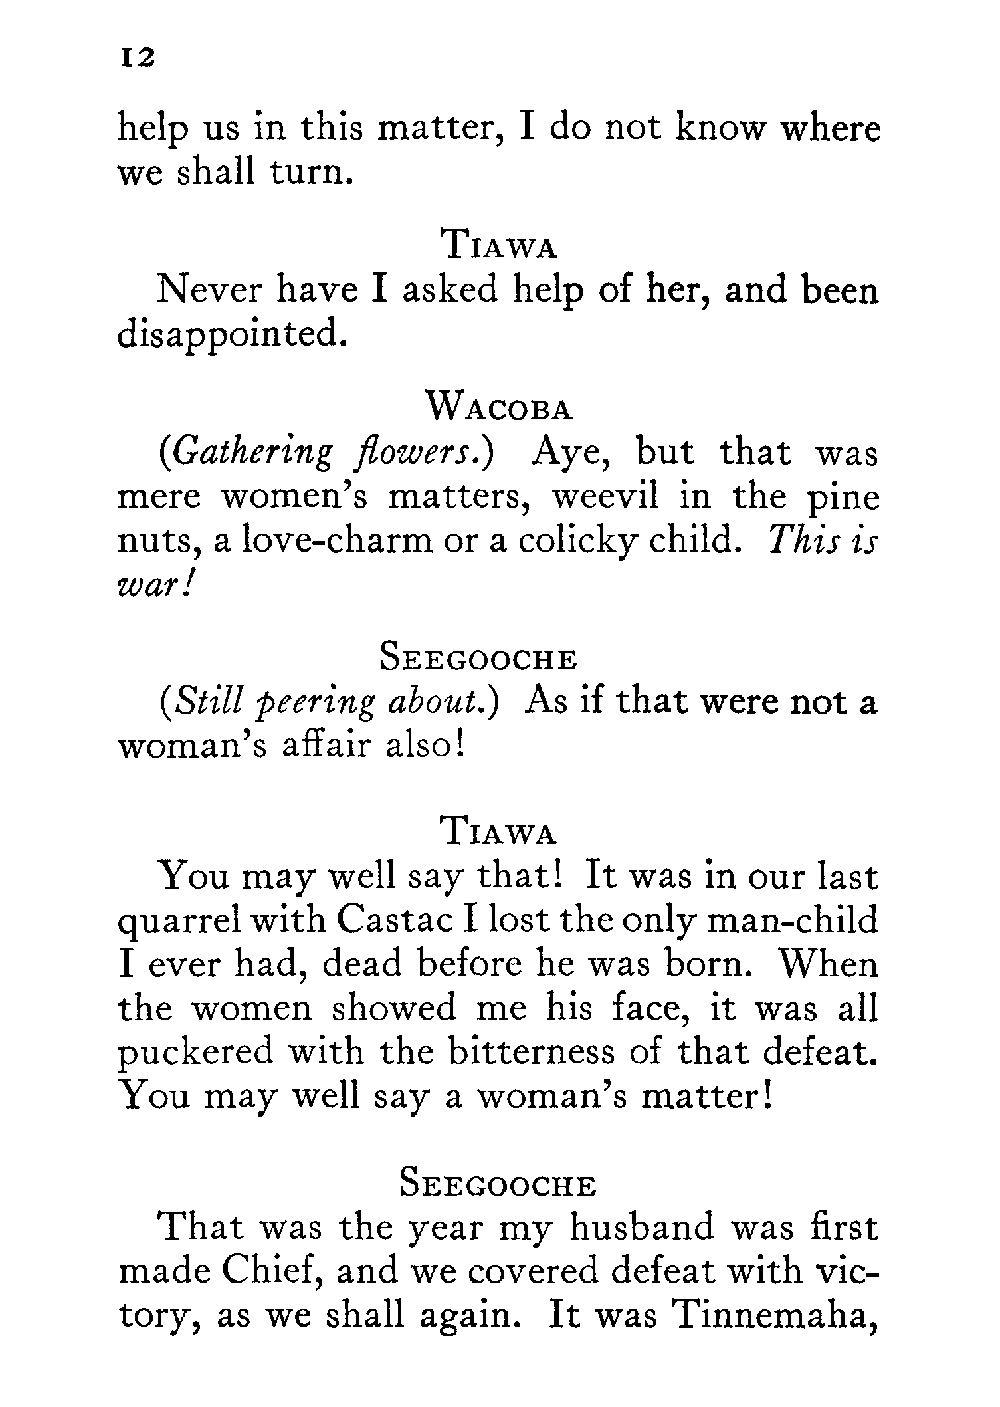 12
help us in this matter, I do not know where
we shall turn.
Tiawa
Never have I asked help of her, and been
disappointed.
Wacoba
(Gathering flowers.) Aye, but that was
mere women's matters, weevil in the pine
nuts, a love-charm or a colicky child. This is
war!
Seegooche
(Still peering about.) As if that were not a
woman's affair also!
Tiawa
You may well say that! It was in our last
quarrel with Castac I lost the only man-child
I ever had, dead before he was born. When
the women showed me his face, it was all
puckered with the bitterness of that defeat.
You may well say a woman's matter!
Seegooche
That was the year my husband was first
made Chief, and we covered defeat with vic-
tory, as we shall again. It was Tinnemaha,